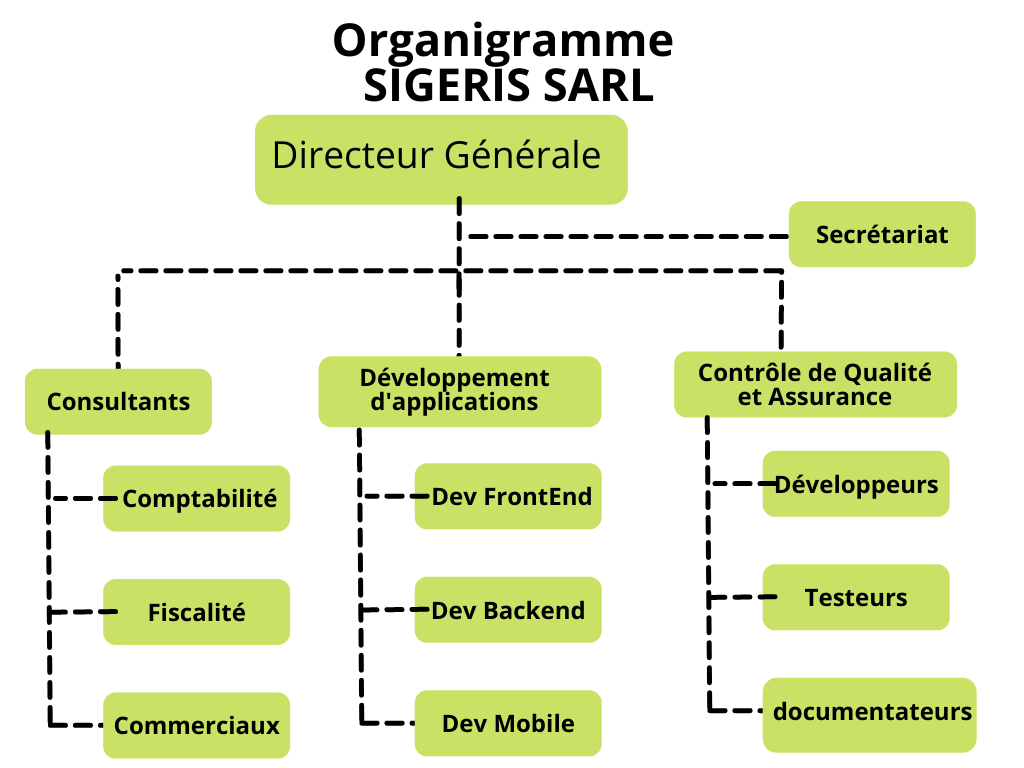 Organigramme
SIGERIS SARL
Directeur Générale
Secrétariat
Consultants
Développement
d'applications
Contrôle de Qualité
et Assurance
Comptabilité
Fiscalité
Commerciaux
Dev FrontEnd
Dev Backend
Dev Mobile
Développeurs
Testeurs
documentateurs